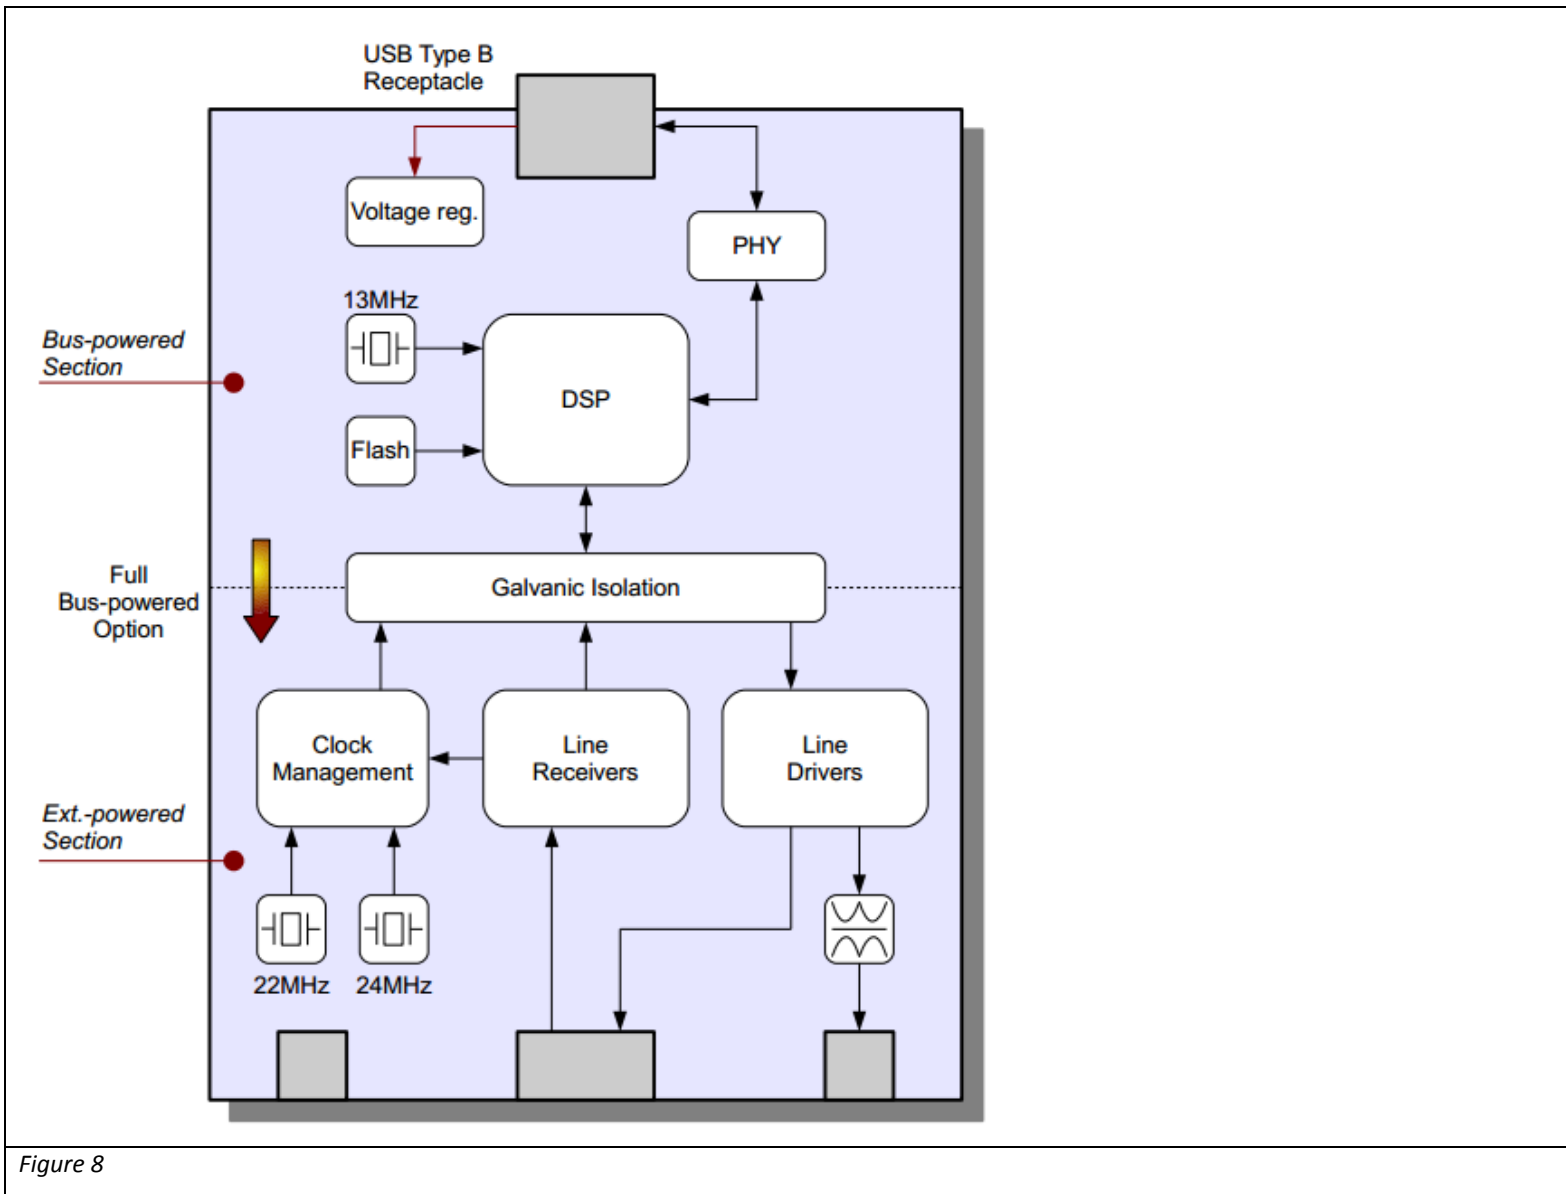 USB Type B
Receptacle
Voltage reg.
PHY
13MHz
Bus-powered
Section
DSP
Flash
Full
Bus-powered
Option
Galvanic Isolation
Clock
Management
Line
Receivers
Line
Drivers
Ext.-powered
Section
22MHz
24MHz
Figure 8